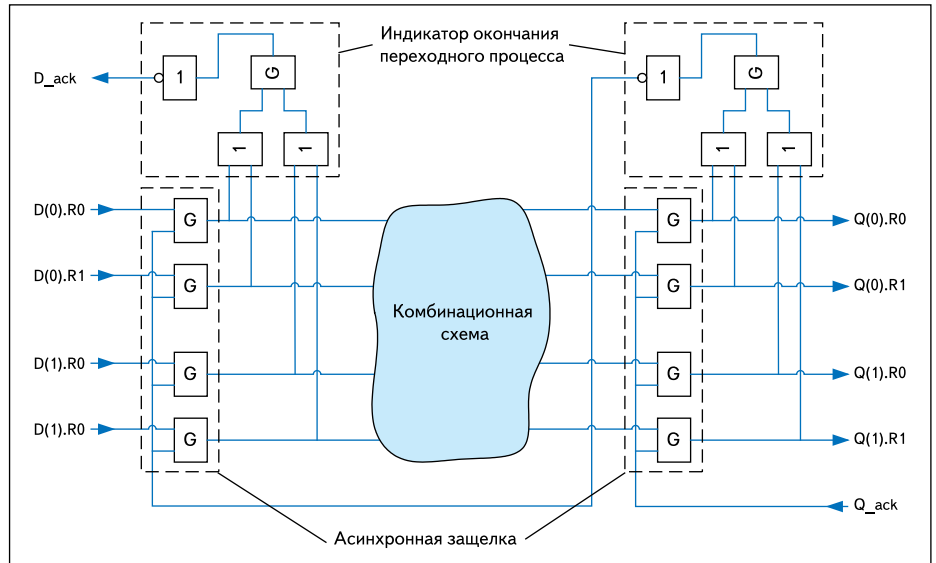 Индикатор окончания
переходного процесса
D_ack
1
G
1
1
1
G
1
1
D(0).R0
G
G
Q(0).R0
D(0).R1
G
G
Q(0).R1
Комбинационная
схема
D(1).R0
G
G
Q(1).R0
D(1).R0
G
G
Q(1).R1
Q_ack
Асинхронная защелка